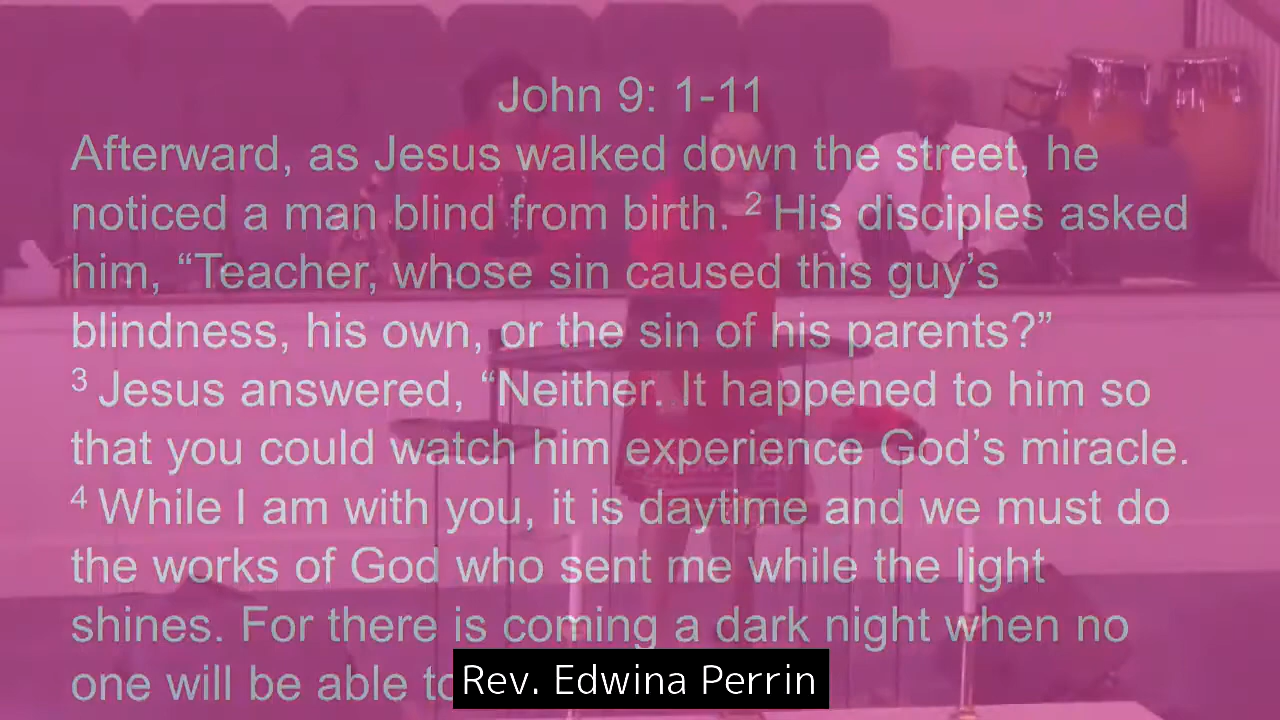 John 9: 1-11
Afterward, as Jesus walked down the street, he
noticed a man blind from birth. 2 His disciples asked
him, “Teacher, whose sin caused this guy’s
blindness, his own, or the sin of his parents?”
3 Jesus answered, “Neither. It happened to him so
that you could watch him experience God’s miracle.
4 While I am with you, it is daytime and we must do
the works of God who sent me while the light
shines. For there is coming a dark night when no
one will be able to
Rev. Edwina Perrin